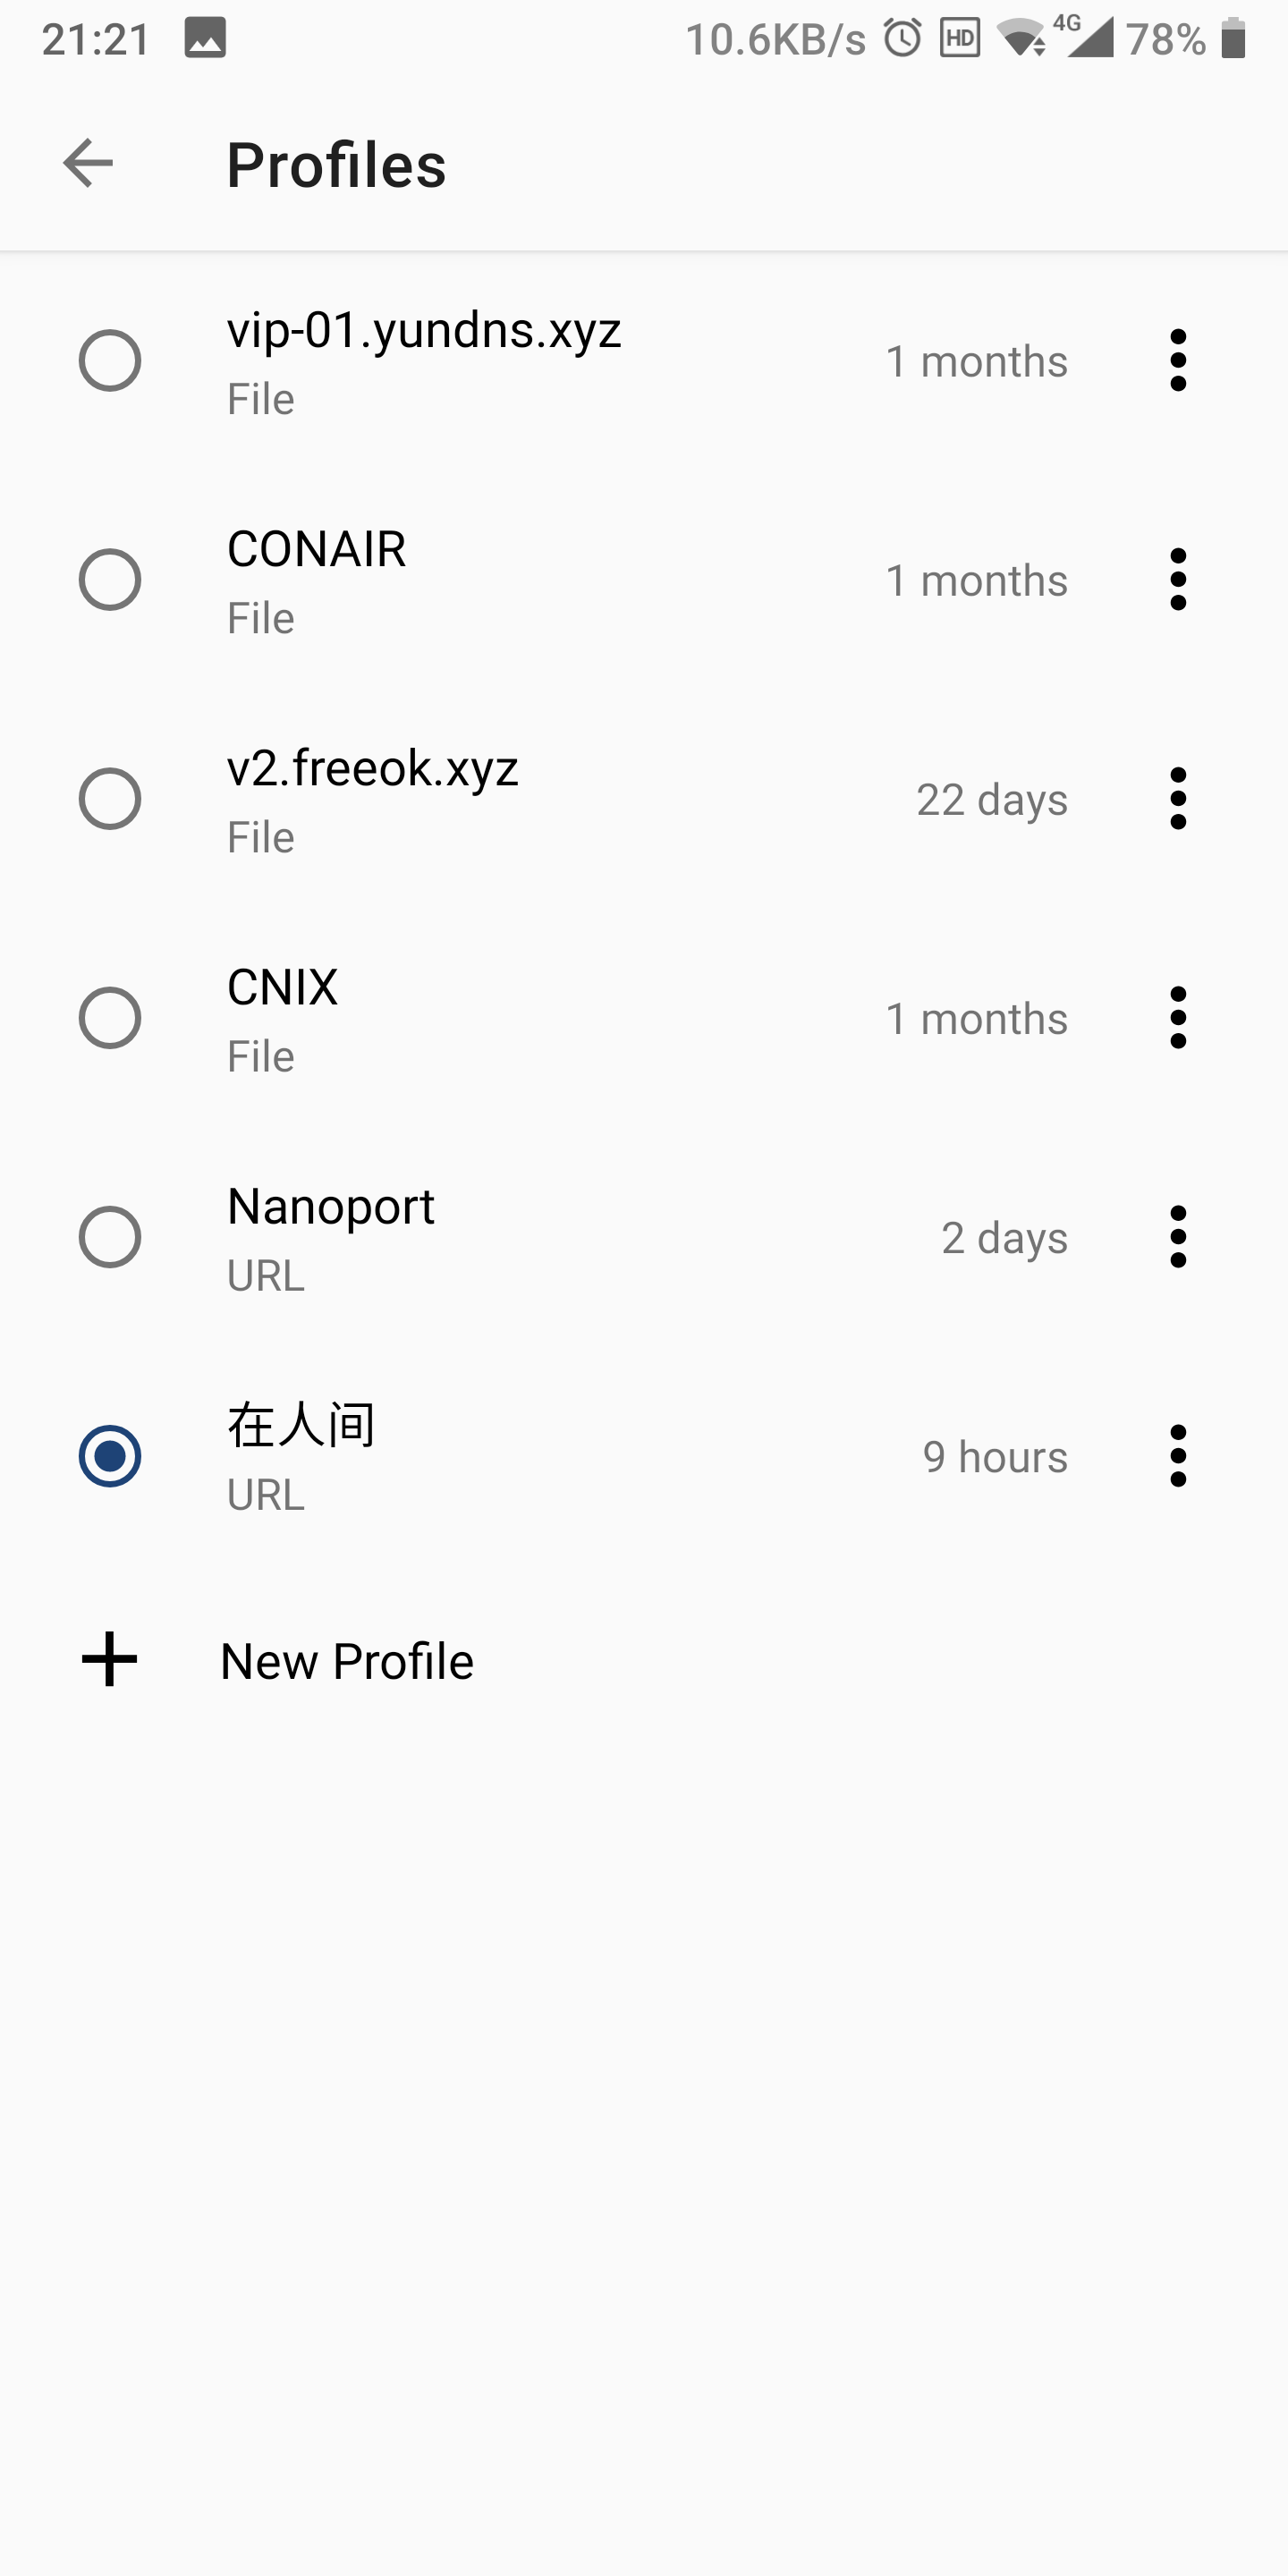 21:21 10.6KB/s HD 4G 78%
Profiles
vip-01.yundns.xyz
File
1 months
CONAIR
File
1 months
v2.freeok.xyz
File
22 days
CNIX
File
1 months
Nanoport
URL
2 days
在人间
URL
9 hours
New Profile